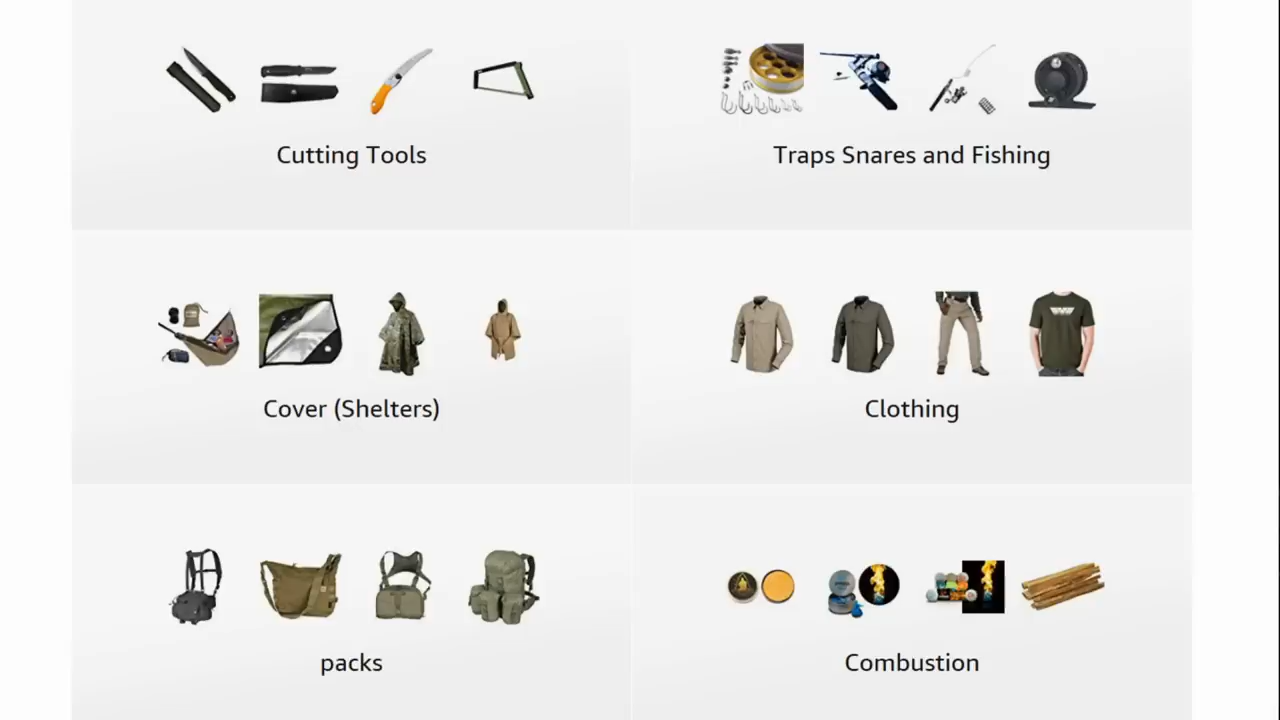 Cutting Tools
Traps Snares and Fishing
Cover (Shelters)
Clothing
packs
Combustion